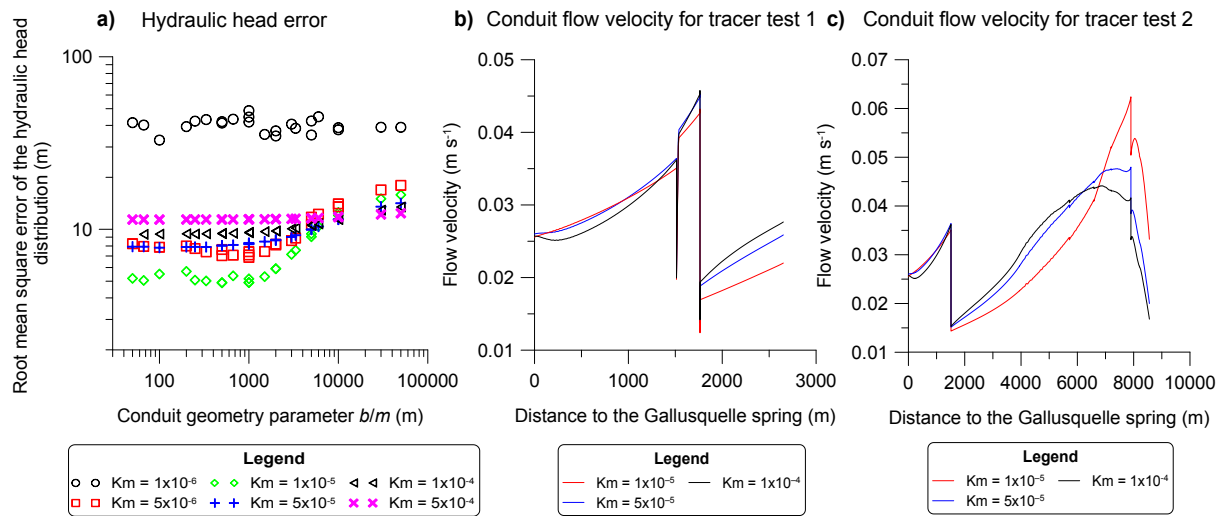 a) Hydraulic head error
Root mean square error of the hydraulic head
distribution (m)
100
10
100 1000 10000 100000
Conduit geometry parameter b/m (m)
Legend
Km = 1x10⁻⁶ Km = 1x10⁻⁵ Km = 1x10⁻⁴
Km = 5x10⁻⁶ Km = 5x10⁻⁵ Km = 5x10⁻⁴
b) Conduit flow velocity for tracer test 1
Flow velocity (m s⁻¹)
0.05
0.04
0.03
0.02
0.01
0 1000 2000 3000
Distance to the Gallusquelle spring (m)
Legend
Km = 1x10⁻⁵ Km = 1x10⁻⁴
Km = 5x10⁻⁵
c) Conduit flow velocity for tracer test 2
Flow velocity (m s⁻¹)
0.07
0.06
0.05
0.04
0.03
0.02
0.01
0 2000 4000 6000 8000 10000
Distance to the Gallusquelle spring (m)
Legend
Km = 1x10⁻⁵ Km = 1x10⁻⁴
Km = 5x10⁻⁵